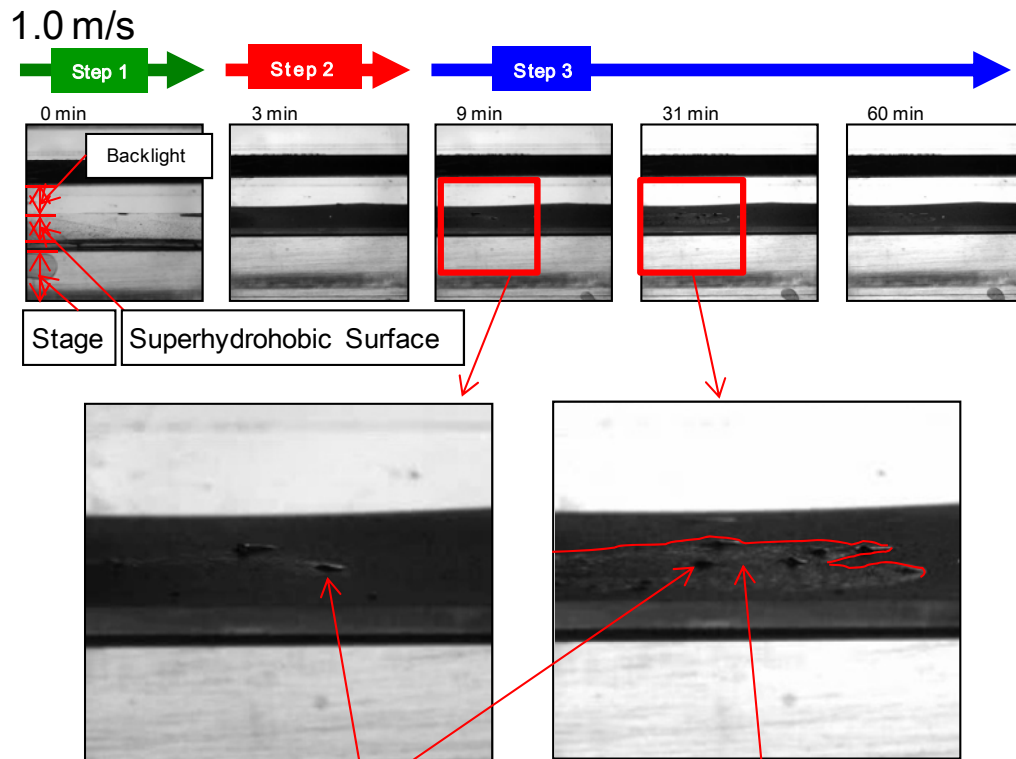 1.0 m/s
Step 1 Step 2 Step 3
0 min 3 min 9 min 31 min 60 min
Backlight
Stage Superhydrohobic Surface